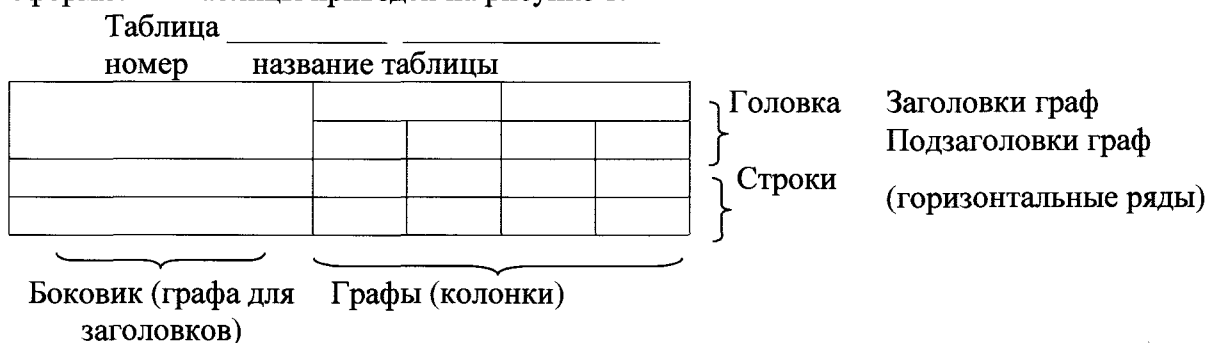 Таблица
номер название таблицы
Головка Заголовки граф
Подзаголовки граф
Строки
(горизонтальные ряды)
Боковик (графа для Графы (колонки)
заголовков)